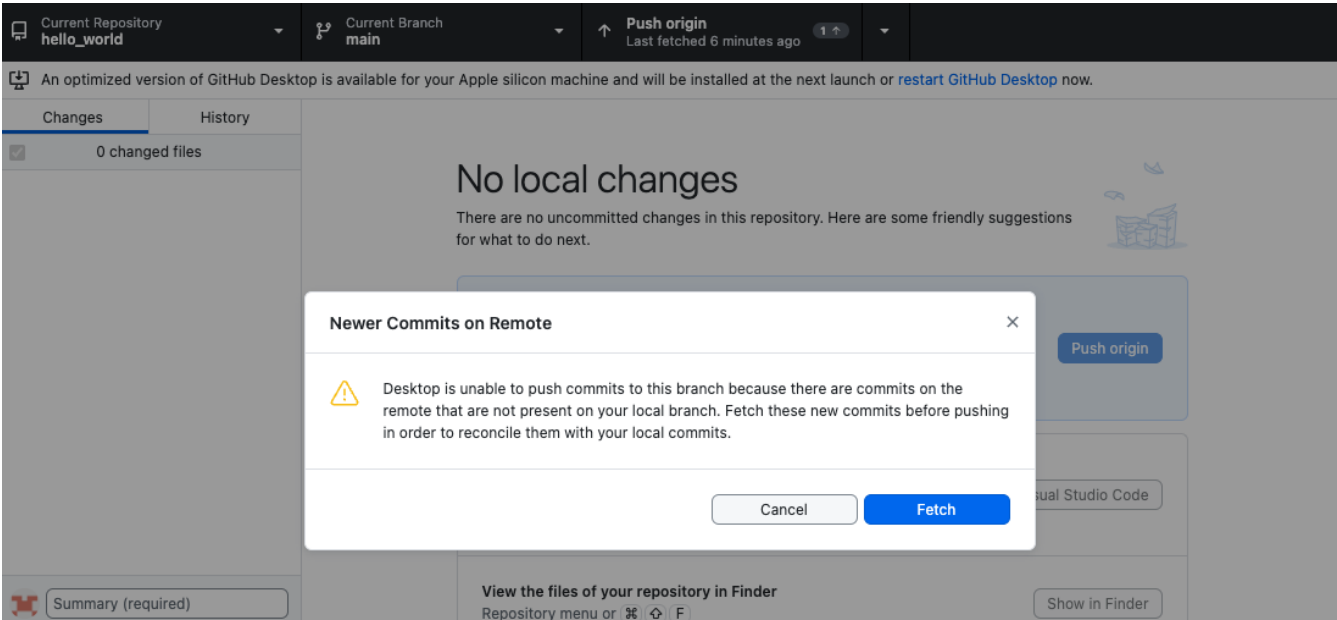 Current Repository
hello_world
Current Branch
main
Push origin
Last fetched 6 minutes ago
1↑
An optimized version of GitHub Desktop is available for your Apple silicon machine and will be installed at the next launch or restart GitHub Desktop now.
Changes
History
0 changed files
No local changes
There are no uncommitted changes in this repository. Here are some friendly suggestions
for what to do next.
Push origin
Newer Commits on Remote
Desktop is unable to push commits to this branch because there are commits on the
remote that are not present on your local branch. Fetch these new commits before pushing
in order to reconcile them with your local commits.
Cancel
Fetch
Studio Code
View the files of your repository in Finder
Repository menu or ⌘ ⇧ F
Show in Finder
Summary (required)